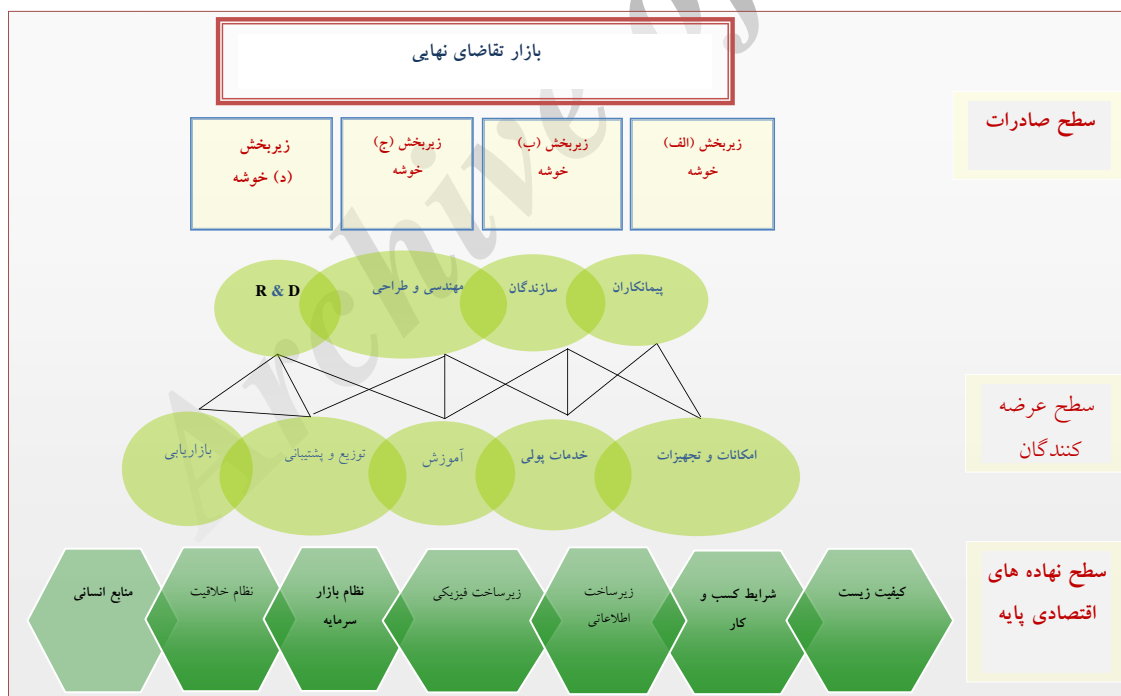 بازار تقاضای نهایی
سطح صادرات
زیربخش (الف)
خوشه
زیربخش (ب)
خوشه
زیربخش (ج)
خوشه
زیربخش
(د) خوشه
پیمانکاران
سازندگان
مهندسی و طراحی
R & D
سطح عرضه
کنندگان
امکانات و تجهیزات
خدمات پولی
آموزش
توزیع و پشتیبانی
بازاریابی
سطح نهاده های
اقتصادی پایه
کیفیت زیست
شرایط کسب و
کار
زیرساخت
اطلاعاتی
زیرساخت فیزیکی
نظام بازار
سرمایه
نظام خلاقیت
منابع انسانی
Archive